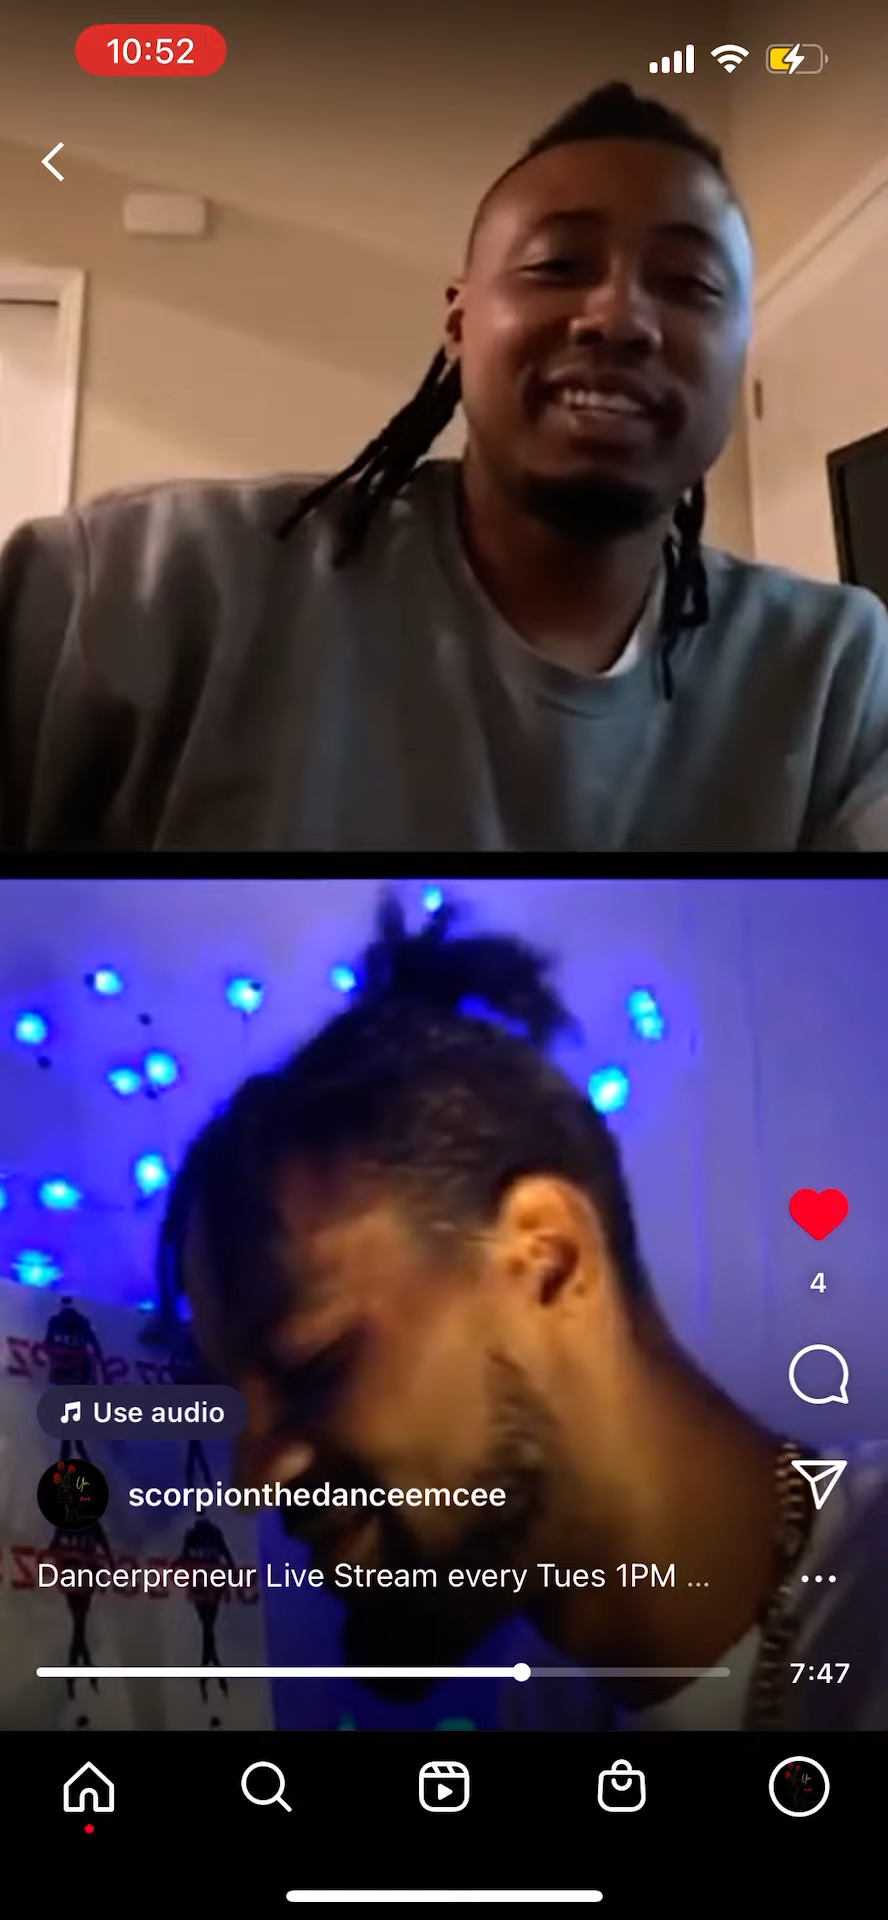 10:52
4
Use audio
scorpionthedanceemcee
Dancerpreneur Live Stream every Tues 1PM ...
7:47